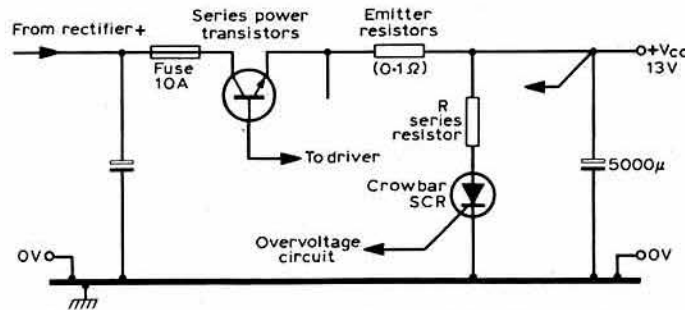 From rectifier+
Series power
transistors
Emitter
resistors
(0·1Ω)
+Vcc
13V
Fuse
10A
R
series
resistor
To driver
Crowbar
SCR
5000μ
Overvoltage
circuit
0V
0V